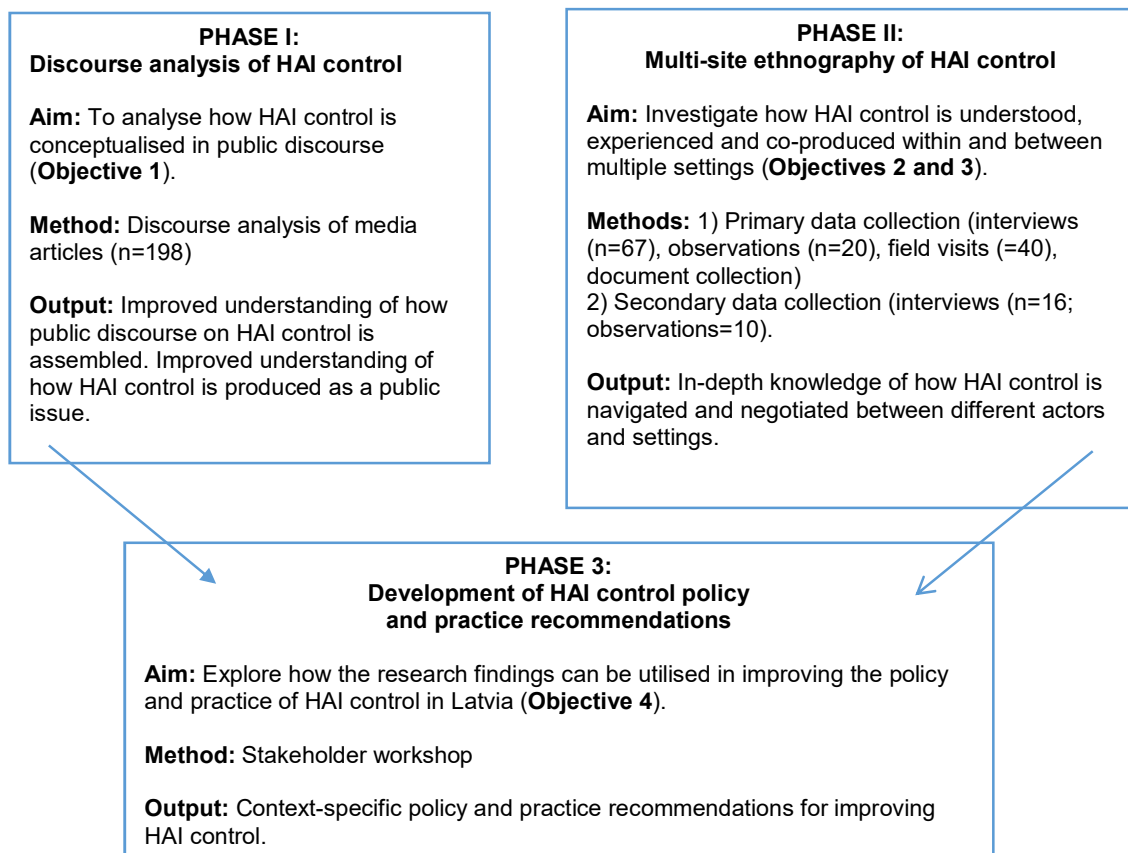 PHASE I:
Discourse analysis of HAI control
Aim: To analyse how HAI control is
conceptualised in public discourse
(Objective 1).
Method: Discourse analysis of media
articles (n=198)
Output: Improved understanding of how
public discourse on HAI control is
assembled. Improved understanding of
how HAI control is produced as a public
issue.
PHASE II:
Multi-site ethnography of HAI control
Aim: Investigate how HAI control is understood,
experienced and co-produced within and between
multiple settings (Objectives 2 and 3).
Methods: 1) Primary data collection (interviews
(n=67), observations (n=20), field visits (=40),
document collection)
2) Secondary data collection (interviews (n=16;
observations=10).
Output: In-depth knowledge of how HAI control is
navigated and negotiated between different actors
and settings.
PHASE 3:
Development of HAI control policy
and practice recommendations
Aim: Explore how the research findings can be utilised in improving the policy
and practice of HAI control in Latvia (Objective 4).
Method: Stakeholder workshop
Output: Context-specific policy and practice recommendations for improving
HAI control.